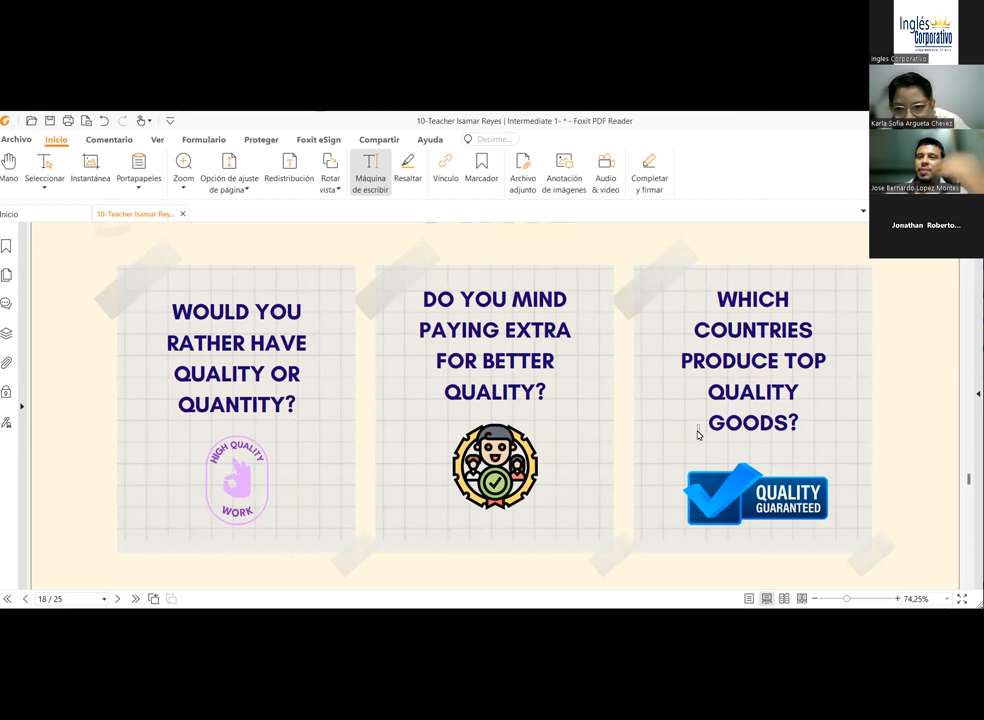 Inglés
Corporativo
Ingles Corporativo
10-Teacher Isamar Reyes | Intermediate 1- * - Foxit PDF Reader
Karla Sofia Argueta Chevez
Archivo
Inicio
Comentario
Ver
Formulario
Proteger
Foxit eSign
Compartir
Ayuda
Decirme...
Mano
Seleccionar
Instantánea
Portapapeles
Zoom
Opción de ajuste
de página
Redistribución
Rotar
vista
Máquina
de escribir
Resaltar
Vínculo
Marcador
Archivo
adjunto
Anotación
de imágenes
Audio
& video
Completar
y firmar
Jose Bernardo Lopez Montes
Inicio
10-Teacher Isamar Rey...
Jonathan Roberto...
WOULD YOU
RATHER HAVE
QUALITY OR
QUANTITY?
HIGH QUALITY
WORK
DO YOU MIND
PAYING EXTRA
FOR BETTER
QUALITY?
WHICH
COUNTRIES
PRODUCE TOP
QUALITY
GOODS?
QUALITY
GUARANTEED
18 / 25
74,25%